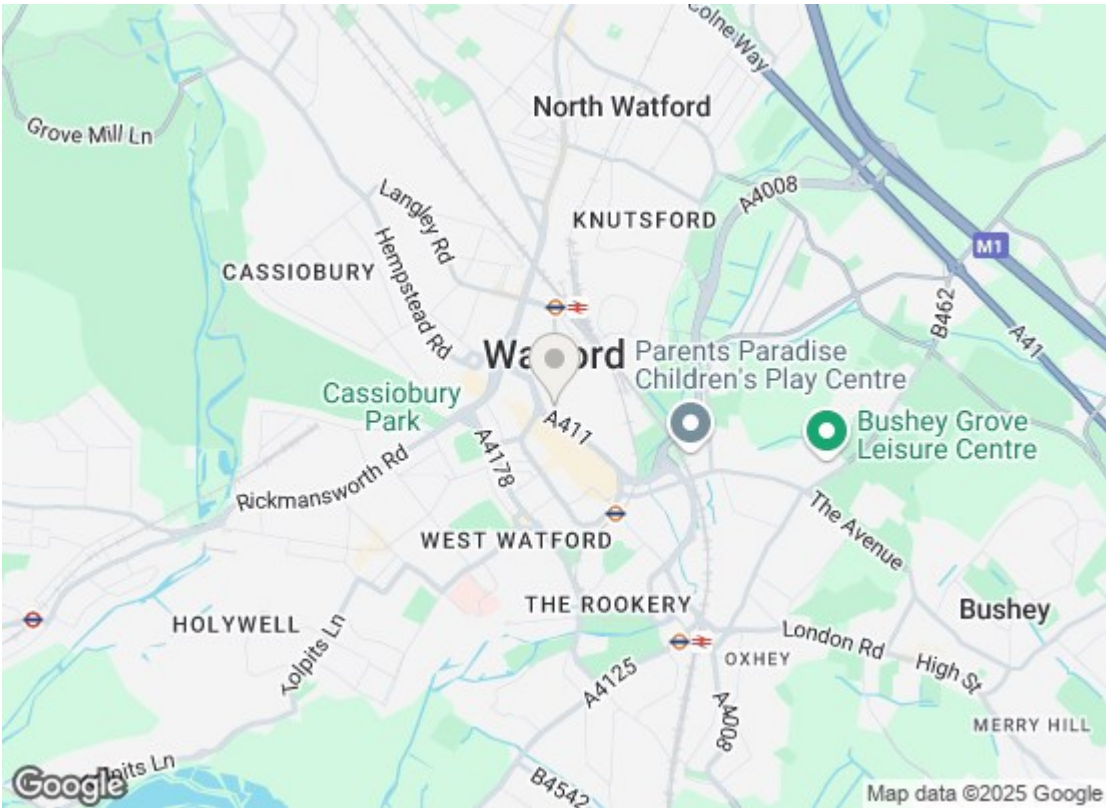 Colne Way
North Watford
Grove Mill Ln
A4008
Langley Rd
KNUTSFORD
M1
CASSIOBURY
Hempstead Rd
B462
A41
Parents Paradise
Children's Play Centre
Cassiobury
Park
A411
Bushey Grove
Leisure Centre
A4178
Rickmansworth Rd
The Avenue
WEST WATFORD
THE ROOKERY
Bushey
HOLYWELL
Tolpits Ln
London Rd
OXHEY
High St
A4125
A4008
MERRY HILL
B4542
Google
Map data ©2025 Google